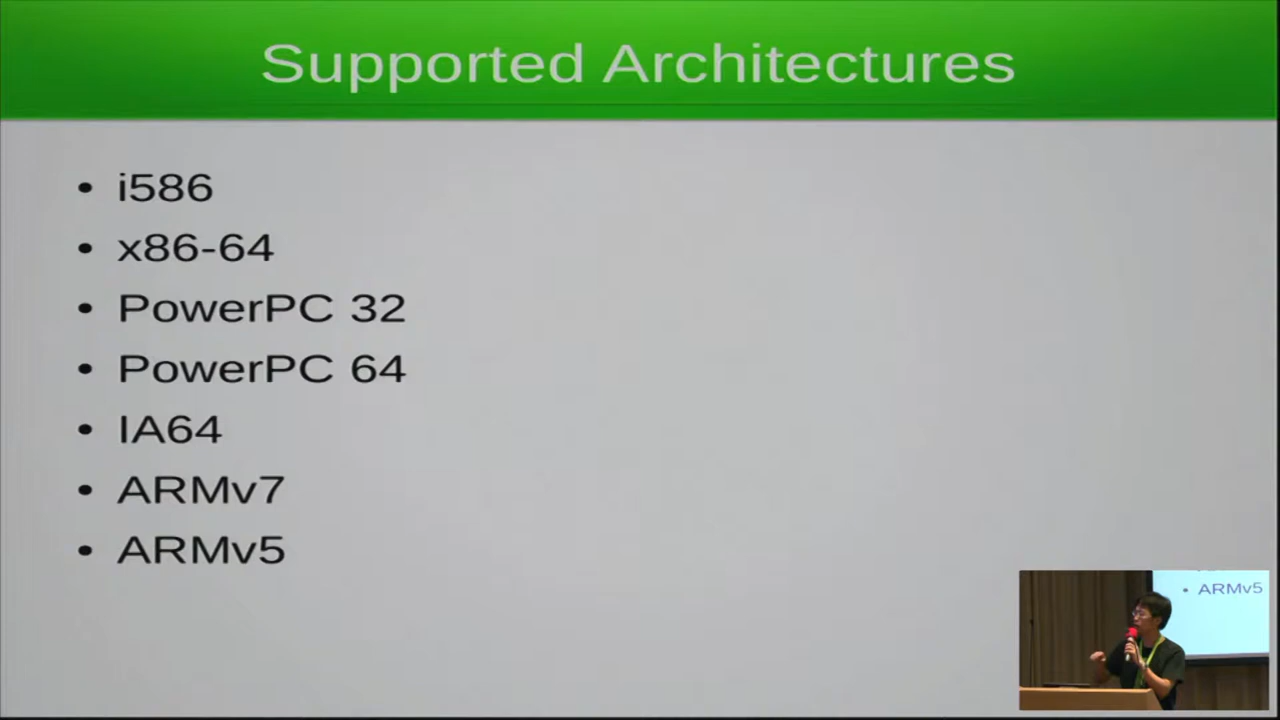 Supported Architectures
• i586
• x86-64
• PowerPC 32
• PowerPC 64
• IA64
• ARMv7
• ARMv5
• ARMv5